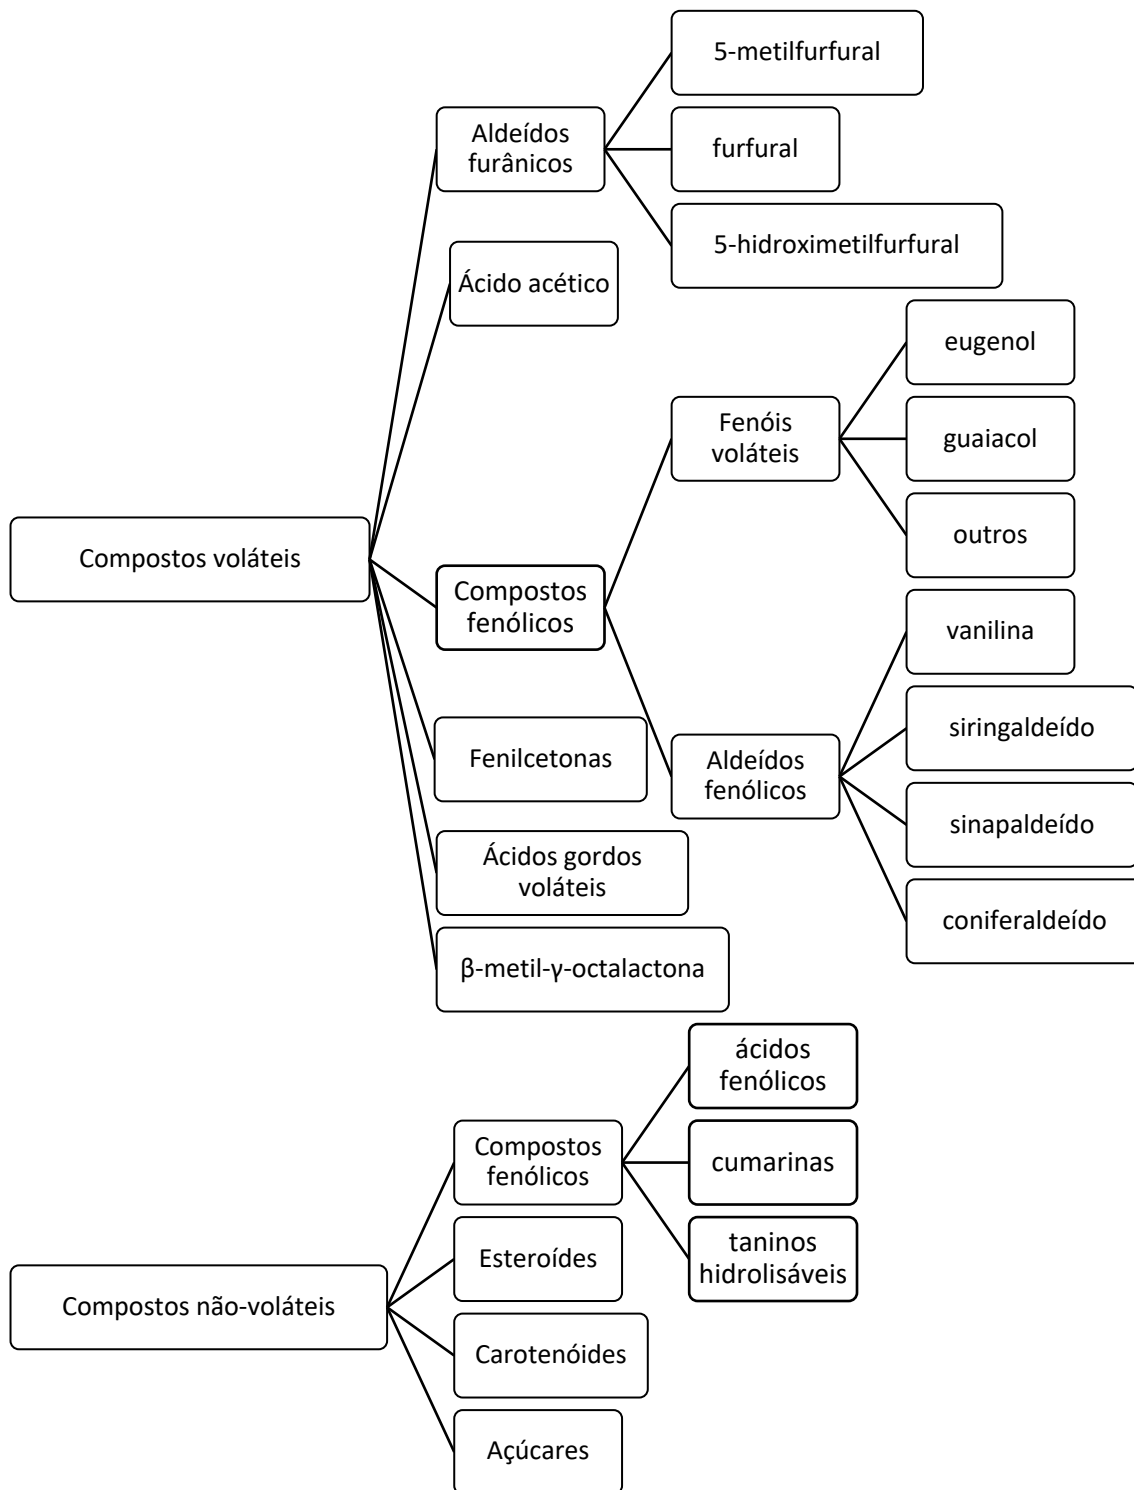 5-metilfurfural
Aldeídos
furânicos
furfural
5-hidroximetilfurfural
Ácido acético
eugenol
Fenóis
voláteis
guaiacol
outros
Compostos voláteis
Compostos
fenólicos
vanilina
siringaldeído
Fenilcetonas
Aldeídos
fenólicos
sinapaldeído
Ácidos gordos
voláteis
coniferaldeído
β-metil-γ-octalactona
ácidos
fenólicos
Compostos
fenólicos
cumarinas
taninos
hidrolisáveis
Esteroídes
Compostos não-voláteis
Carotenóides
Açúcares